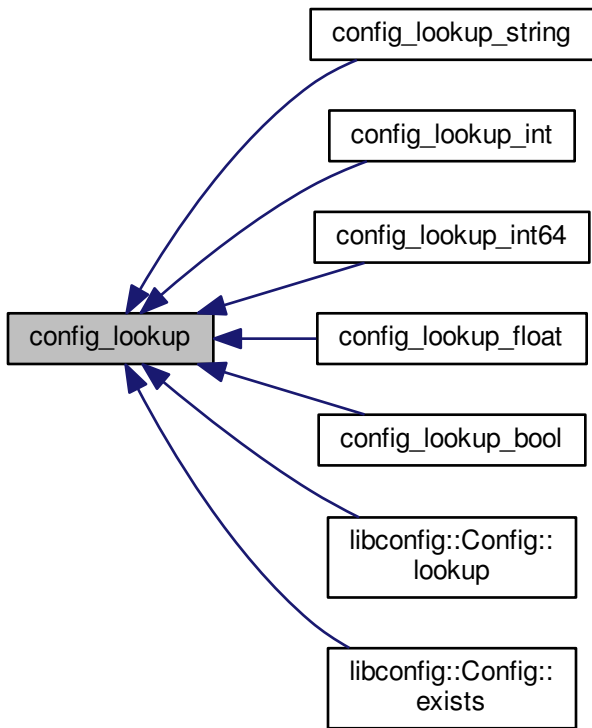 config_lookup_string
config_lookup_int
config_lookup_int64
config_lookup
config_lookup_float
config_lookup_bool
libconfig::Config::
lookup
libconfig::Config::
exists